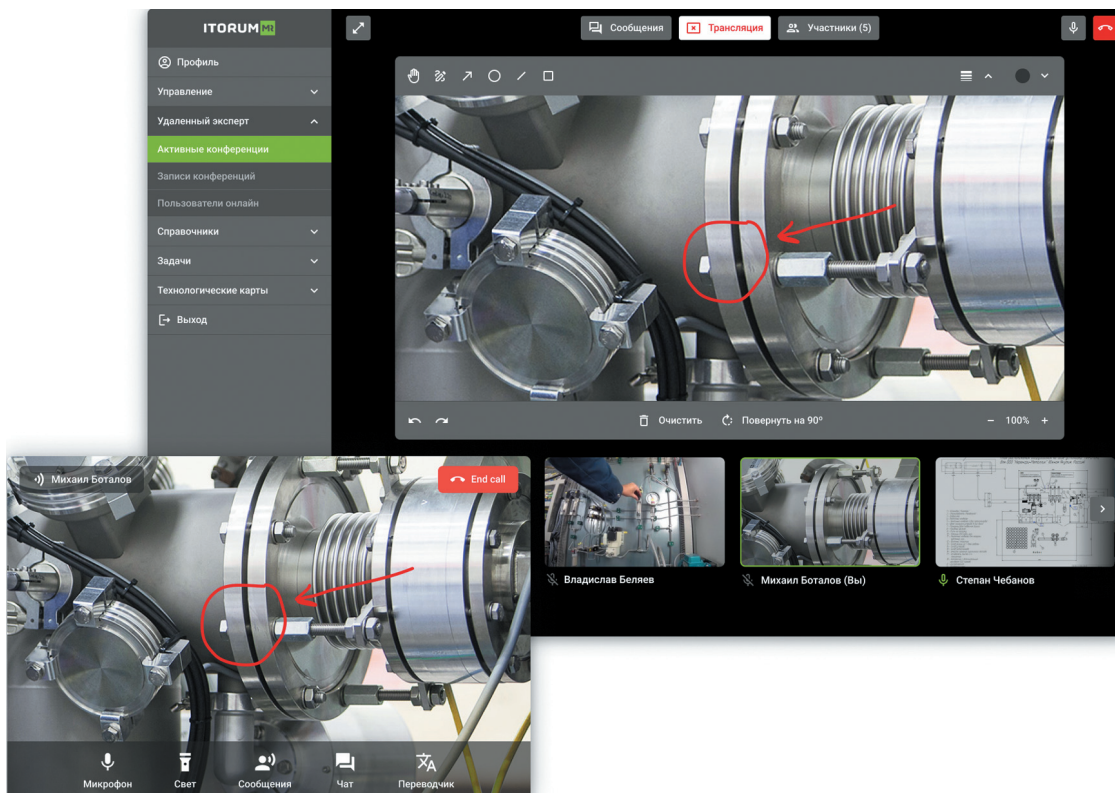 ITORUM MR
Сообщения
Трансляция
Участники (5)
Профиль
Управление
Удаленный эксперт
Активные конференции
Записи конференций
Пользователи онлайн
Справочники
Задачи
Технологические карты
Выход
Очистить
Повернуть на 90º
− 100% +
Владислав Беляев
Михаил Боталов (Вы)
Степан Чебанов
Михаил Боталов
End call
Микрофон
Свет
Сообщения
Чат
Переводчик